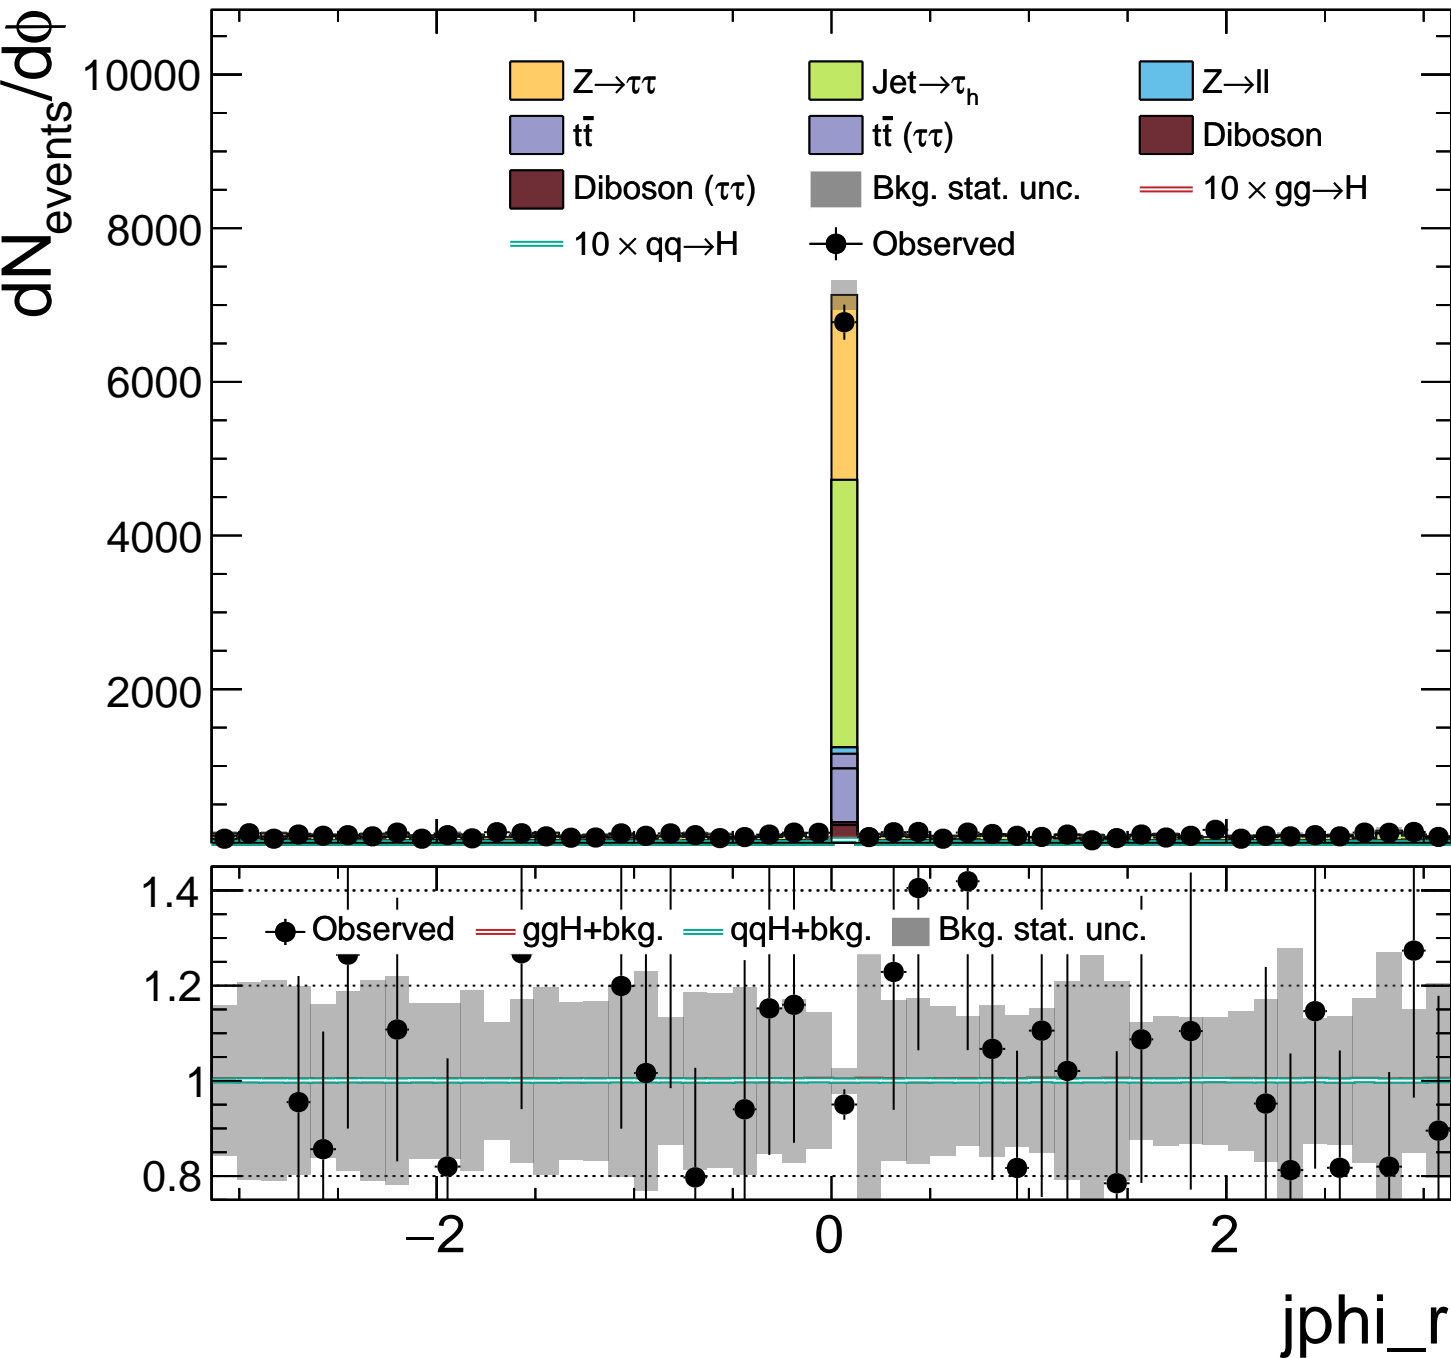 dNevents/dϕ
10000
8000
6000
4000
2000
Z→ττ Jet→τh Z→ll
tt̄ tt̄ (ττ) Diboson
Diboson (ττ) Bkg. stat. unc. 10 × gg→H
10 × qq→H Observed
1.4
1.2
1
0.8
Observed ggH+bkg. qqH+bkg. Bkg. stat. unc.
−2 0 2
jphi_r